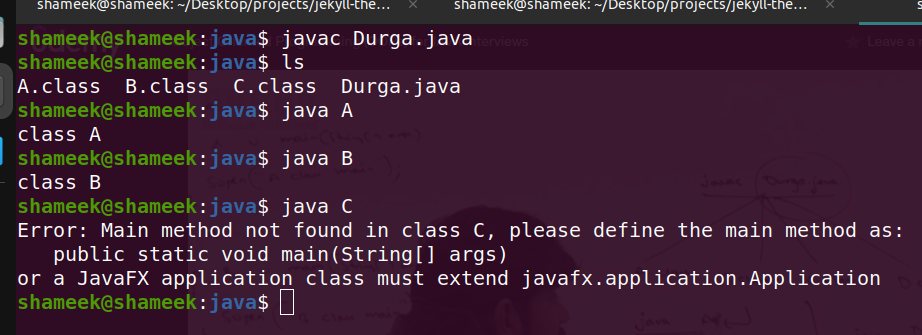 shameek@shameek: ~/Desktop/projects/jekyll-the... × shameek@shameek: ~/Desktop/projects/jekyll-the... ×
shameek@shameek:java$ javac Durga.java
Leave a
shameek@shameek:java$ ls
A.class B.class C.class Durga.java
shameek@shameek:java$ java A
class A
shameek@shameek:java$ java B
class B
shameek@shameek:java$ java C
Error: Main method not found in class C, please define the main method as:
public static void main(String[] args)
or a JavaFX application class must extend javafx.application.Application
shameek@shameek:java$